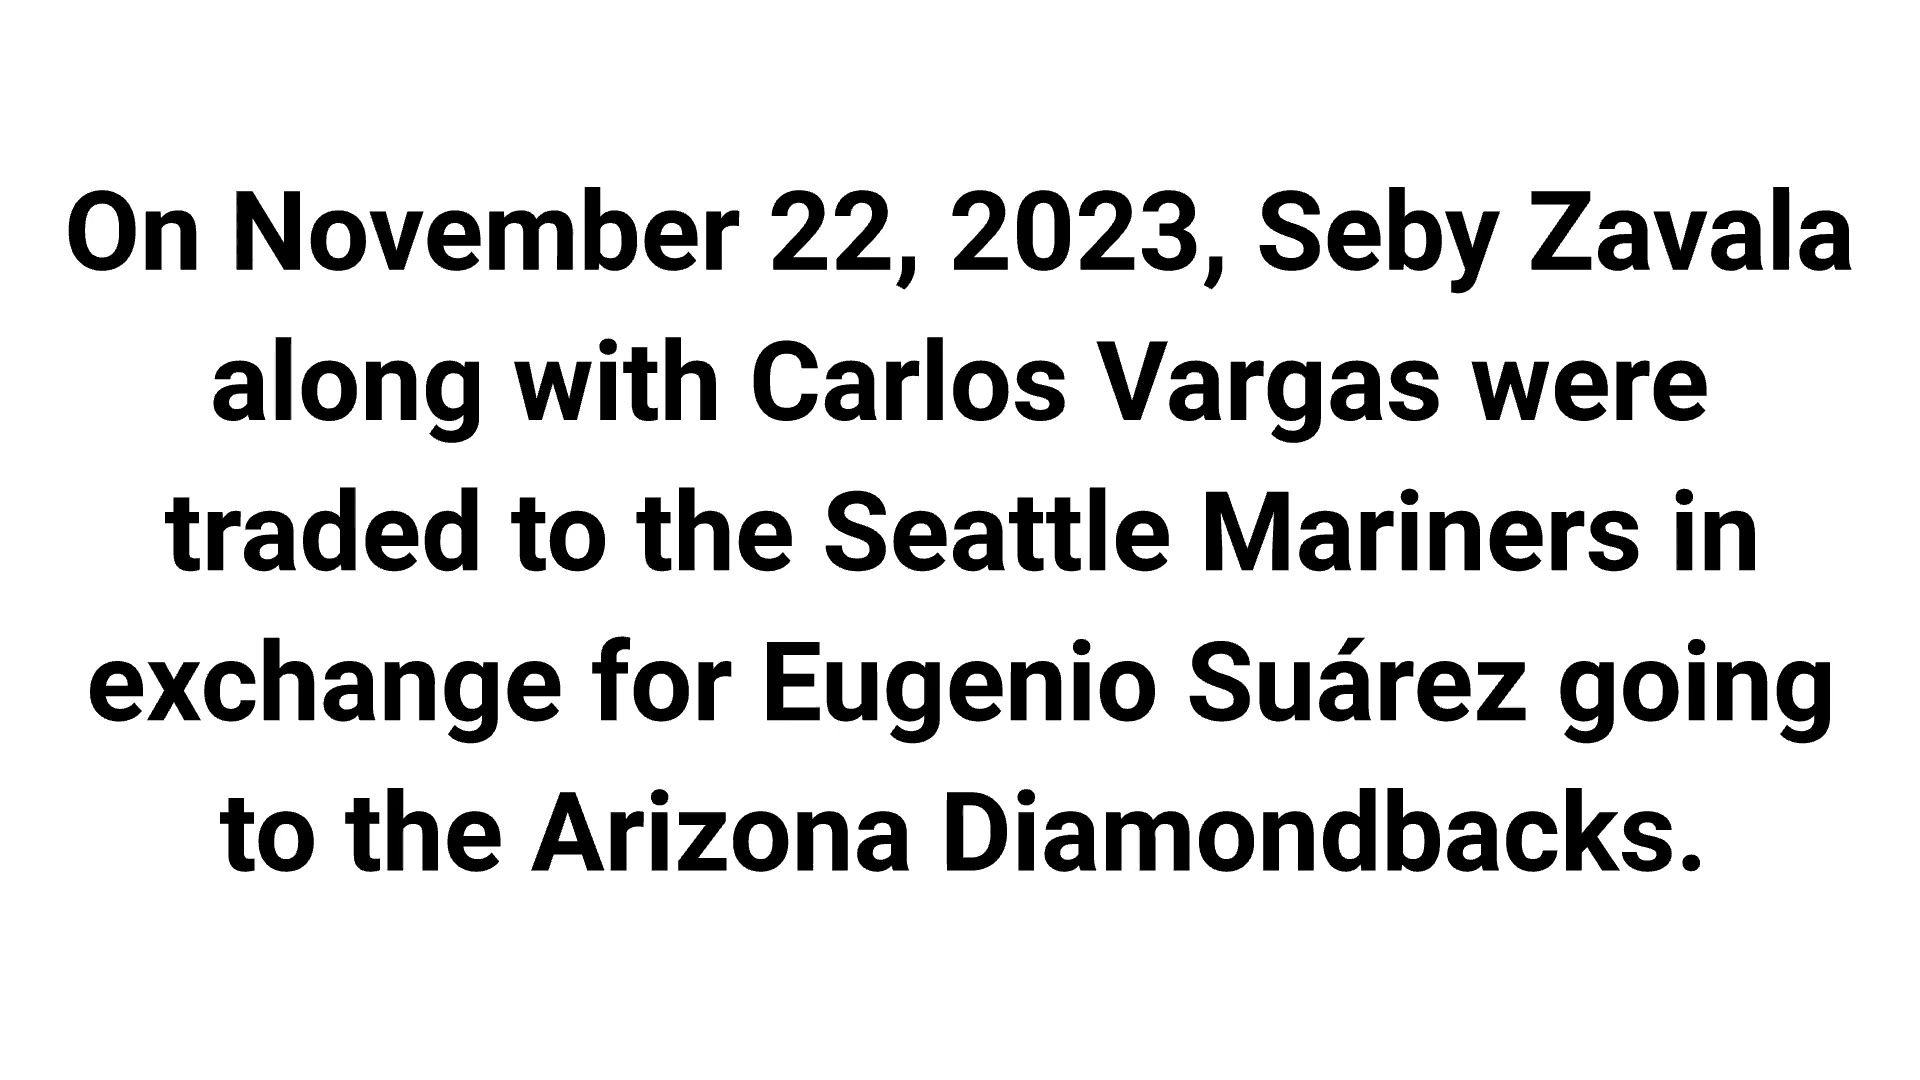 On November 22, 2023, Seby Zavala
along with Carlos Vargas were
traded to the Seattle Mariners in
exchange for Eugenio Suárez going
to the Arizona Diamondbacks.